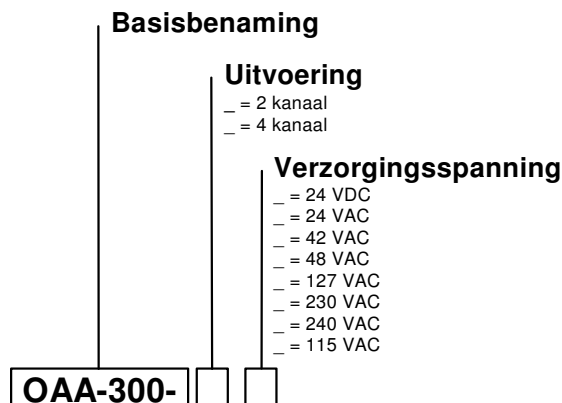 Basisbenaming
Uitvoering
_ = 2 kanaal
_ = 4 kanaal
Verzorgingsspanning
_ = 24 VDC
_ = 24 VAC
_ = 42 VAC
_ = 48 VAC
_ = 127 VAC
_ = 230 VAC
_ = 240 VAC
_ = 115 VAC
OAA-300-